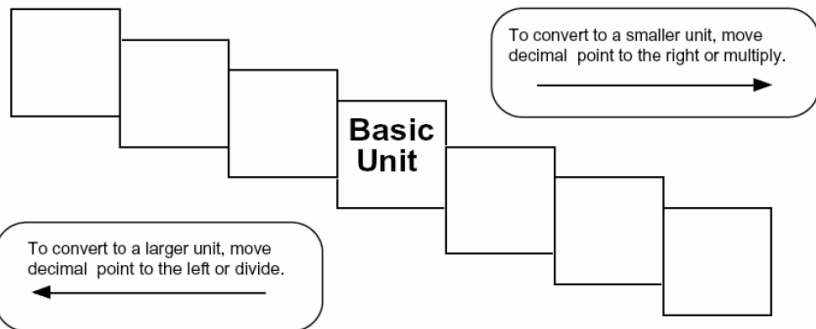 To convert to a smaller unit, move
decimal point to the right or multiply.
Basic
Unit
To convert to a larger unit, move
decimal point to the left or divide.